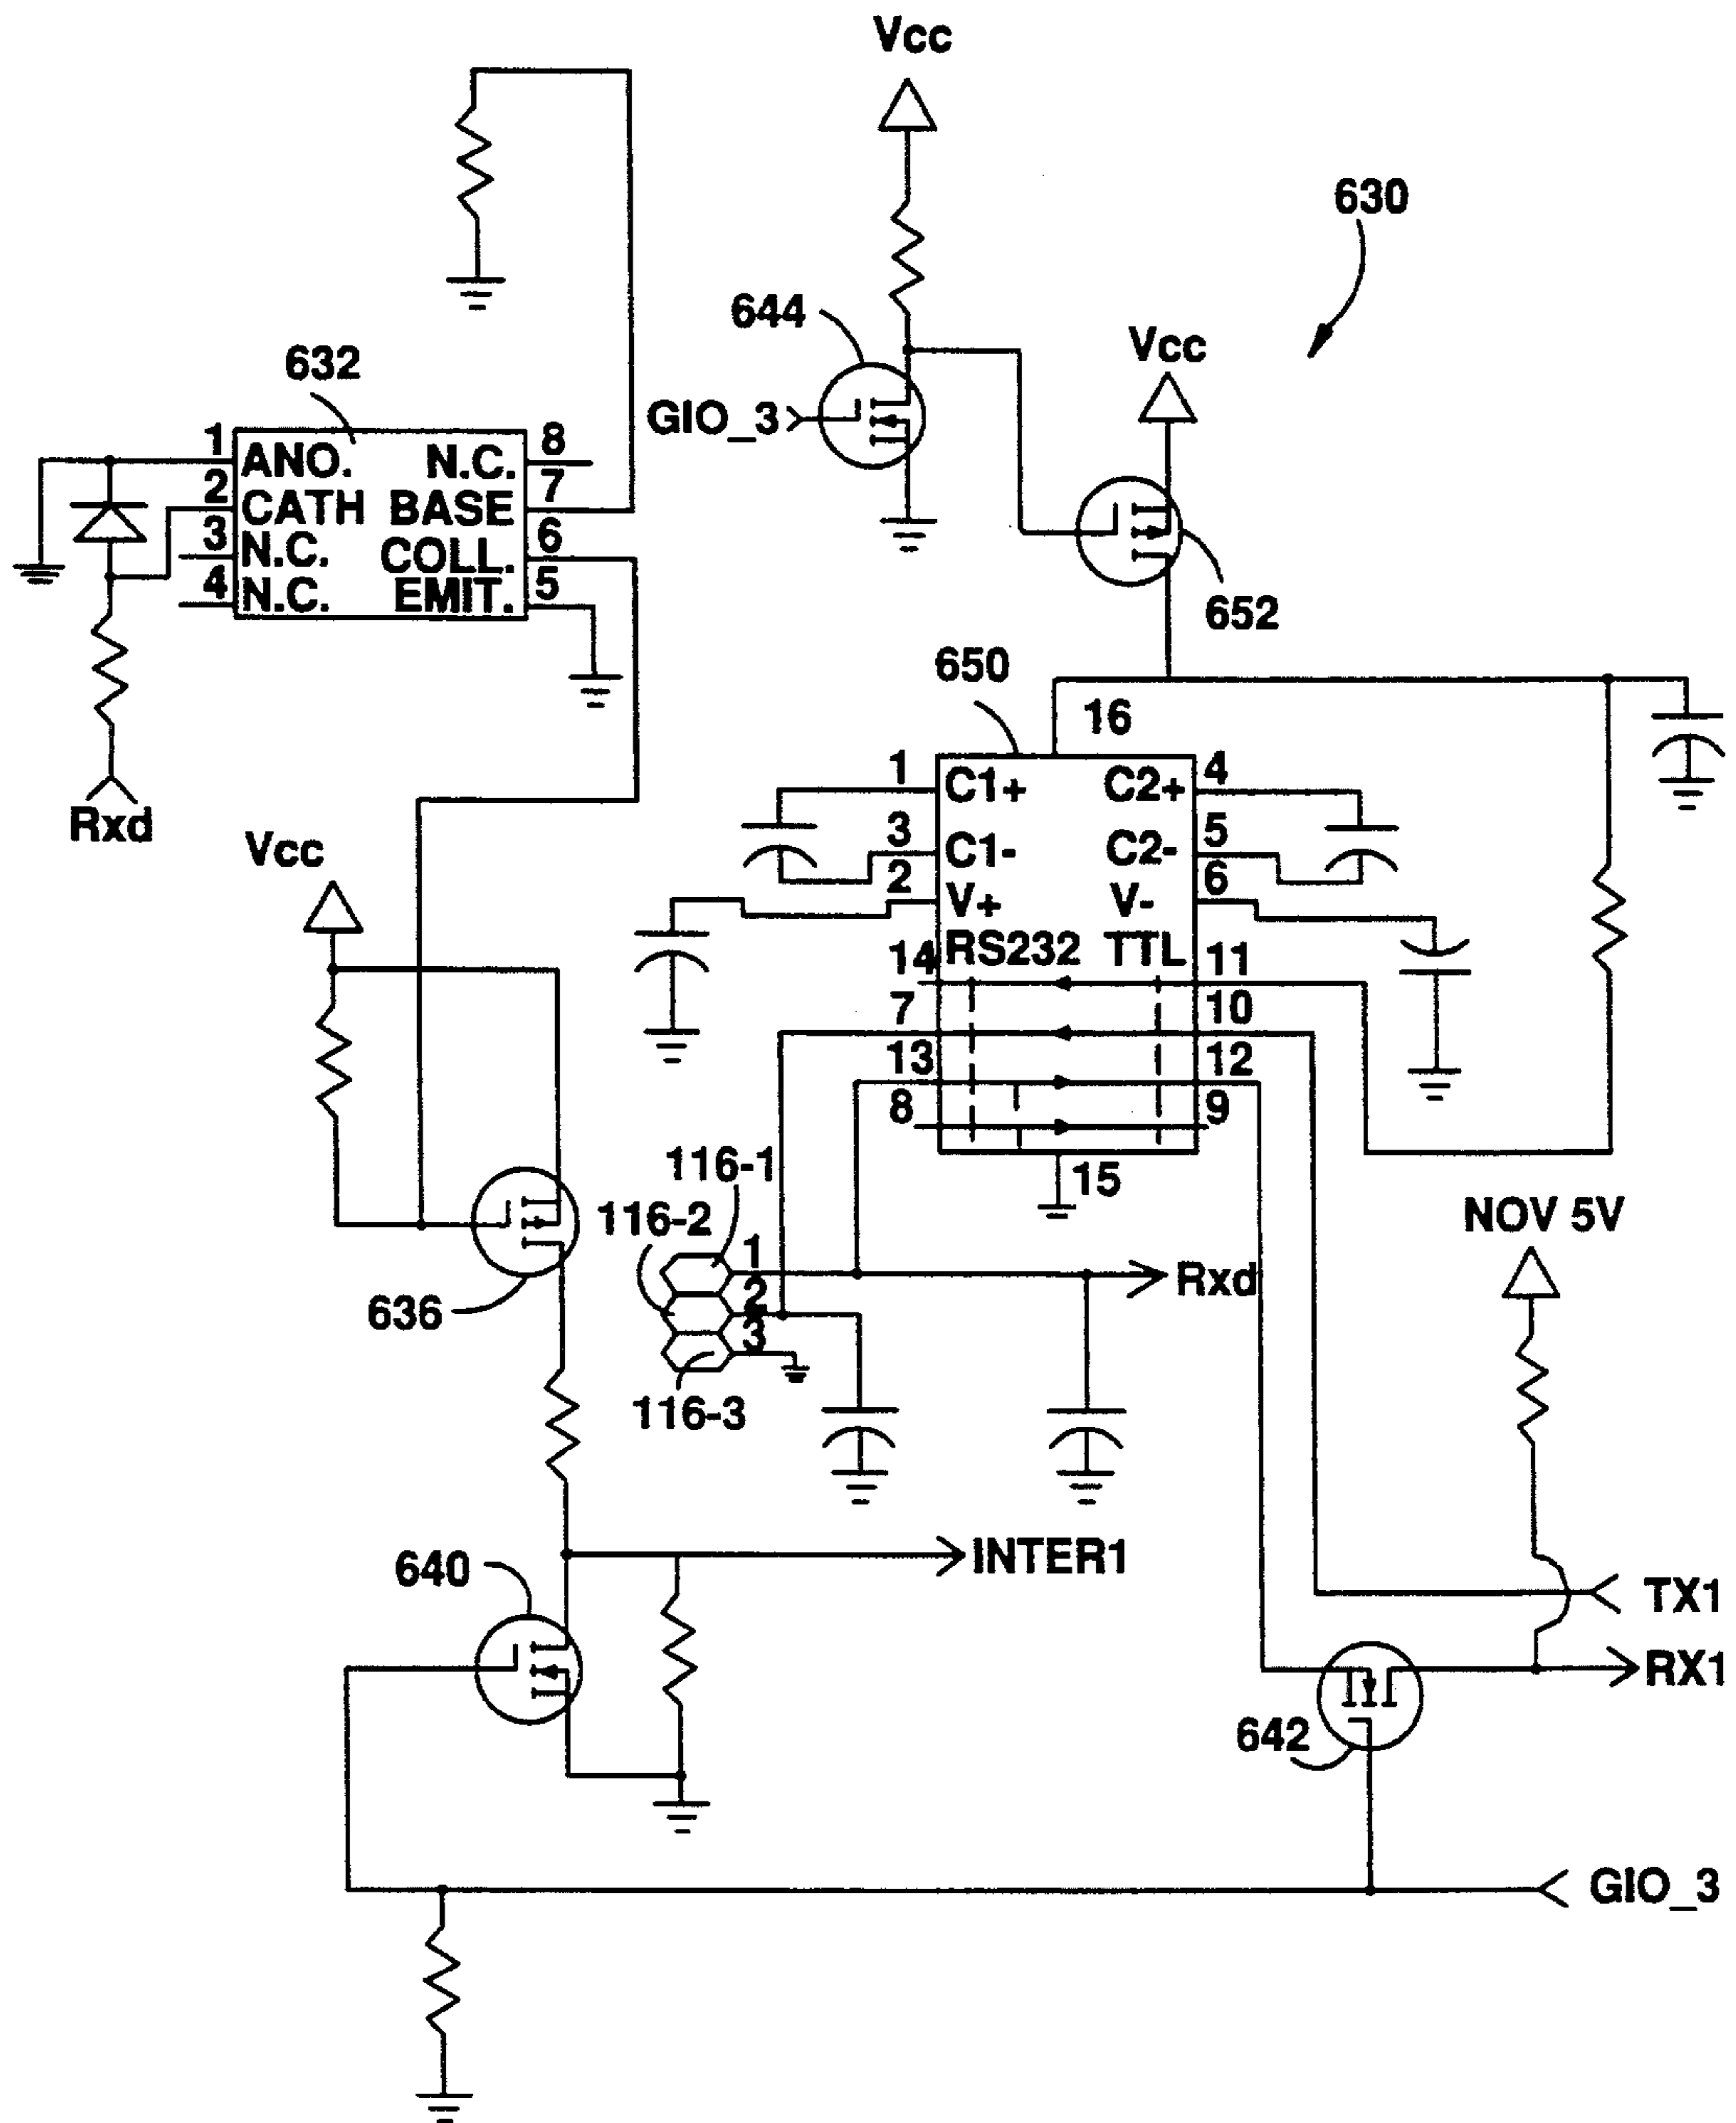 Vcc
630
644
Vcc
632
GIO_3
1 ANO. N.C. 8
2 CATH BASE 7
3 N.C. COLL. 6
4 N.C. EMIT. 5
652
650
16
Rxd
1 C1+ C2+ 4
3 C1- C2- 5
2 V+ V- 6
Vcc
RS232 TTL
14 11
7 10
13 12
8 9
15
116-1
116-2
NOV 5V
1
2
3
Rxd
636
116-3
INTER1
640
TX1
RX1
642
GIO_3